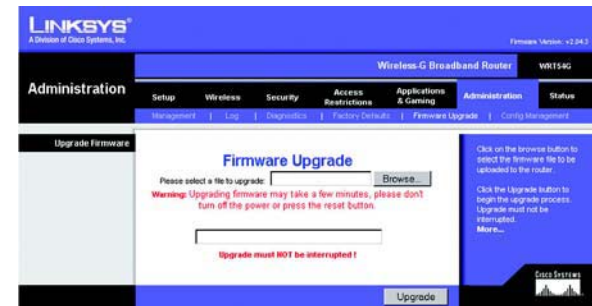 LINKSYS®
A Division of Cisco Systems, Inc.
Firmware Version: v2.04.3
Wireless-G Broadband Router WRT54G
Administration
Setup Wireless Security Access Restrictions Applications & Gaming Administration Status
Management | Log | Diagnostics | Factory Defaults | Firmware Upgrade | Config Management
Upgrade Firmware
Firmware Upgrade
Please select a file to upgrade: Browse...
Warning: Upgrading firmware may take a few minutes, please don't
turn off the power or press the reset button.
Upgrade must NOT be interrupted !
Click on the browse button to
select the firmware file to be
uploaded to the router.
Click the Upgrade button to
begin the upgrade process.
Upgrade must not be
interrupted.
More...
Upgrade
CISCO SYSTEMS